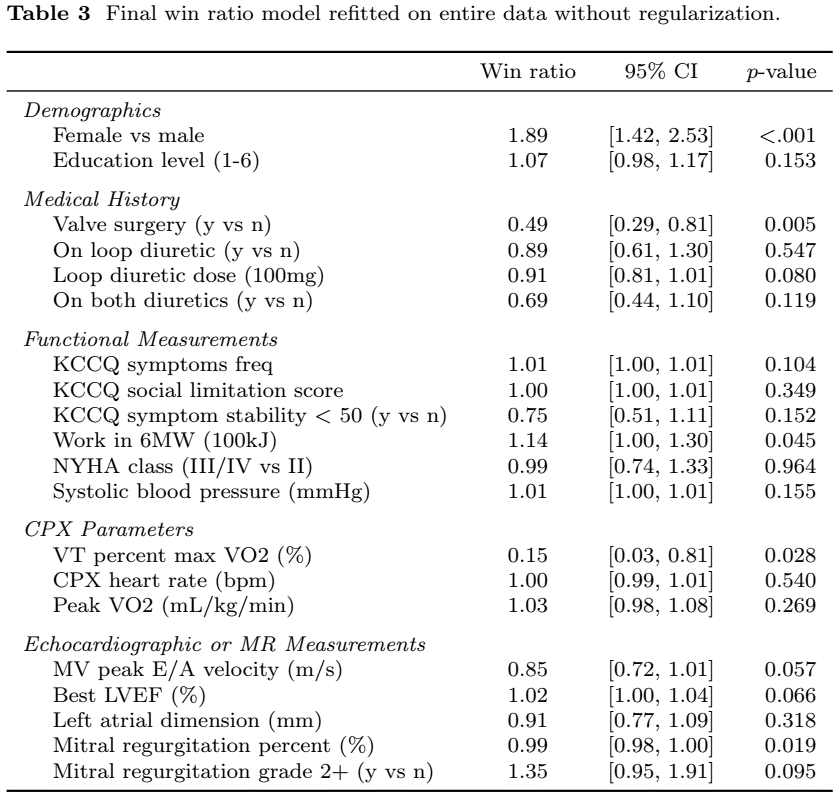 Table 3 Final win ratio model refitted on entire data without regularization.
Win ratio 95% CI p-value
Demographics
Female vs male 1.89 [1.42, 2.53] <.001
Education level (1-6) 1.07 [0.98, 1.17] 0.153
Medical History
Valve surgery (y vs n) 0.49 [0.29, 0.81] 0.005
On loop diuretic (y vs n) 0.89 [0.61, 1.30] 0.547
Loop diuretic dose (100mg) 0.91 [0.81, 1.01] 0.080
On both diuretics (y vs n) 0.69 [0.44, 1.10] 0.119
Functional Measurements
KCCQ symptoms freq 1.01 [1.00, 1.01] 0.104
KCCQ social limitation score 1.00 [1.00, 1.01] 0.349
KCCQ symptom stability < 50 (y vs n) 0.75 [0.51, 1.11] 0.152
Work in 6MW (100kJ) 1.14 [1.00, 1.30] 0.045
NYHA class (III/IV vs II) 0.99 [0.74, 1.33] 0.964
Systolic blood pressure (mmHg) 1.01 [1.00, 1.01] 0.155
CPX Parameters
VT percent max VO2 (%) 0.15 [0.03, 0.81] 0.028
CPX heart rate (bpm) 1.00 [0.99, 1.01] 0.540
Peak VO2 (mL/kg/min) 1.03 [0.98, 1.08] 0.269
Echocardiographic or MR Measurements
MV peak E/A velocity (m/s) 0.85 [0.72, 1.01] 0.057
Best LVEF (%) 1.02 [1.00, 1.04] 0.066
Left atrial dimension (mm) 0.91 [0.77, 1.09] 0.318
Mitral regurgitation percent (%) 0.99 [0.98, 1.00] 0.019
Mitral regurgitation grade 2+ (y vs n) 1.35 [0.95, 1.91] 0.095